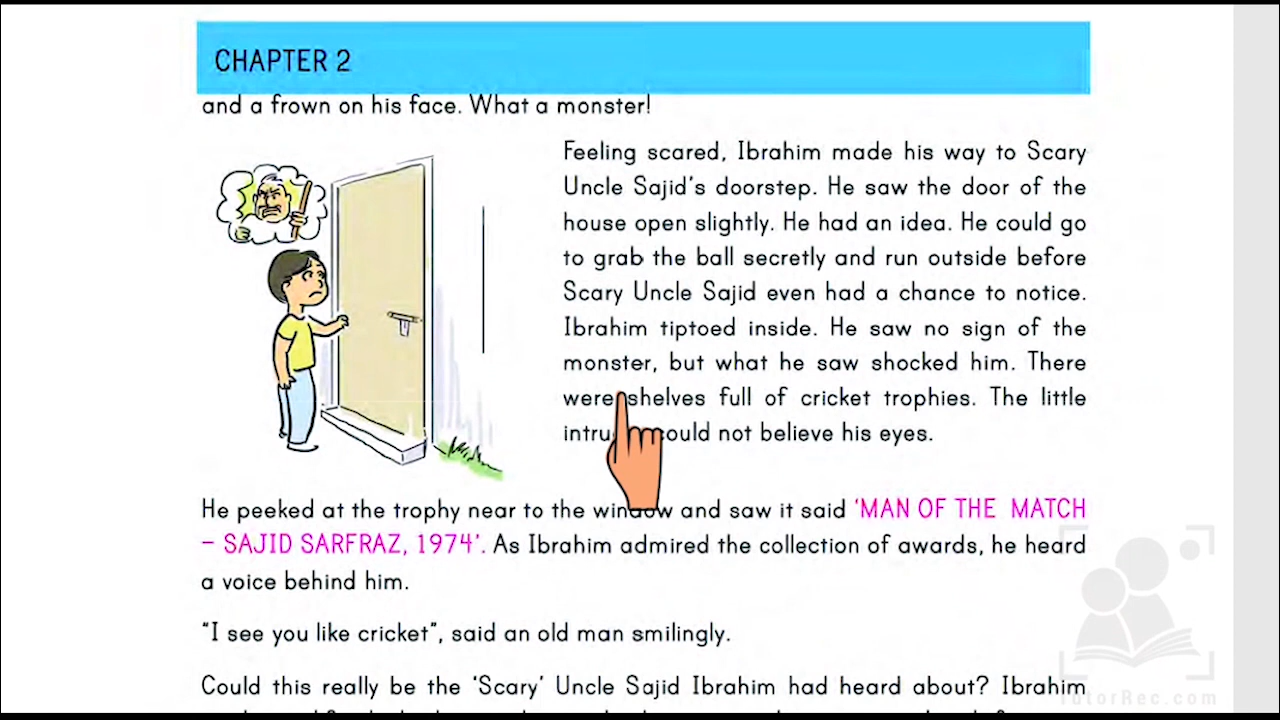 CHAPTER 2
and a frown on his face. What a monster!
Feeling scared, Ibrahim made his way to Scary
Uncle Sajid's doorstep. He saw the door of the
house open slightly. He had an idea. He could go
to grab the ball secretly and run outside before
Scary Uncle Sajid even had a chance to notice.
Ibrahim tiptoed inside. He saw no sign of the
monster, but what he saw shocked him. There
were shelves full of cricket trophies. The little
could not believe his eyes.
He peeked at the trophy near to the window and saw it said ‘MAN OF THE MATCH
– SAJID SARFRAZ, 1974’. As Ibrahim admired the collection of awards, he heard
a voice behind him.
“I see you like cricket”, said an old man smilingly.
Could this really be the ‘Scary’ Uncle Sajid Ibrahim had heard about? Ibrahim
TutorRec.com